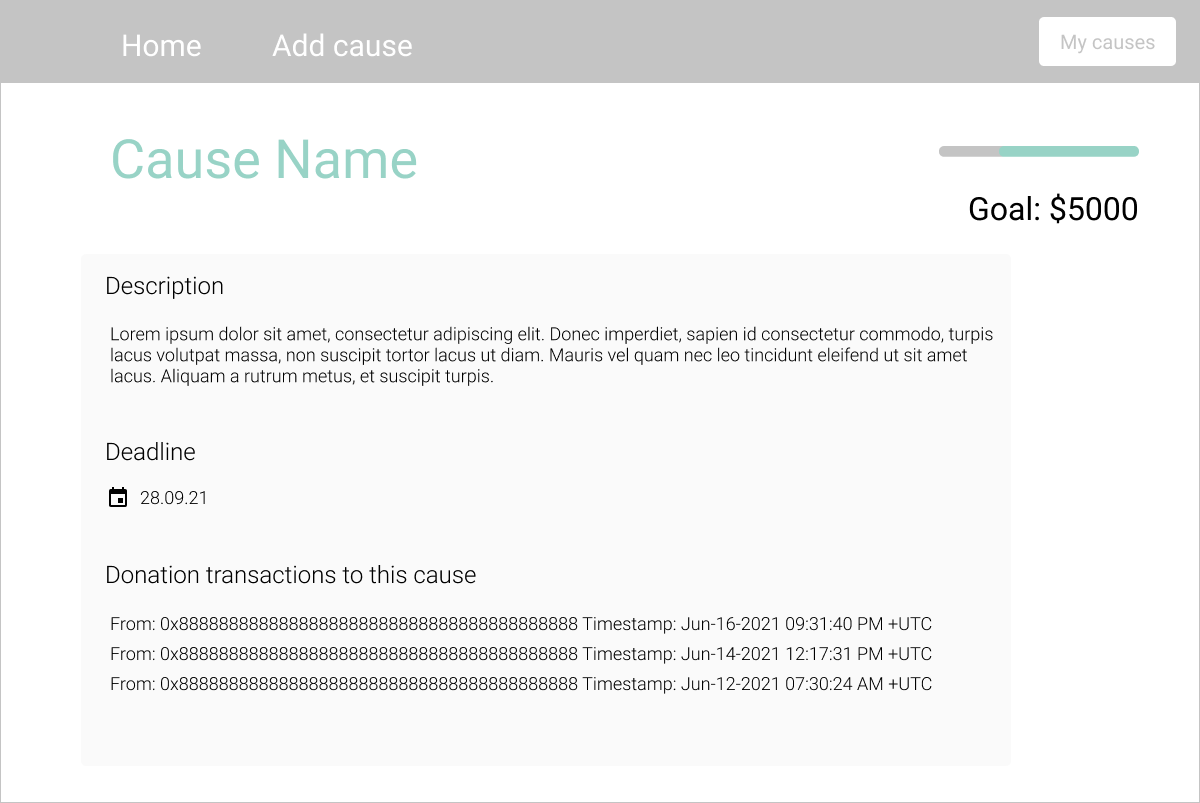 Home
Add cause
My causes
Cause Name
Goal: $5000
Description
Lorem ipsum dolor sit amet, consectetur adipiscing elit. Donec imperdiet, sapien id consectetur commodo, turpis
lacus volutpat massa, non suscipit tortor lacus ut diam. Mauris vel quam nec leo tincidunt eleifend ut sit amet
lacus. Aliquam a rutrum metus, et suscipit turpis.
Deadline
28.09.21
Donation transactions to this cause
From: 0x8888888888888888888888888888888888888888 Timestamp: Jun-16-2021 09:31:40 PM +UTC
From: 0x8888888888888888888888888888888888888888 Timestamp: Jun-14-2021 12:17:31 PM +UTC
From: 0x8888888888888888888888888888888888888888 Timestamp: Jun-12-2021 07:30:24 AM +UTC